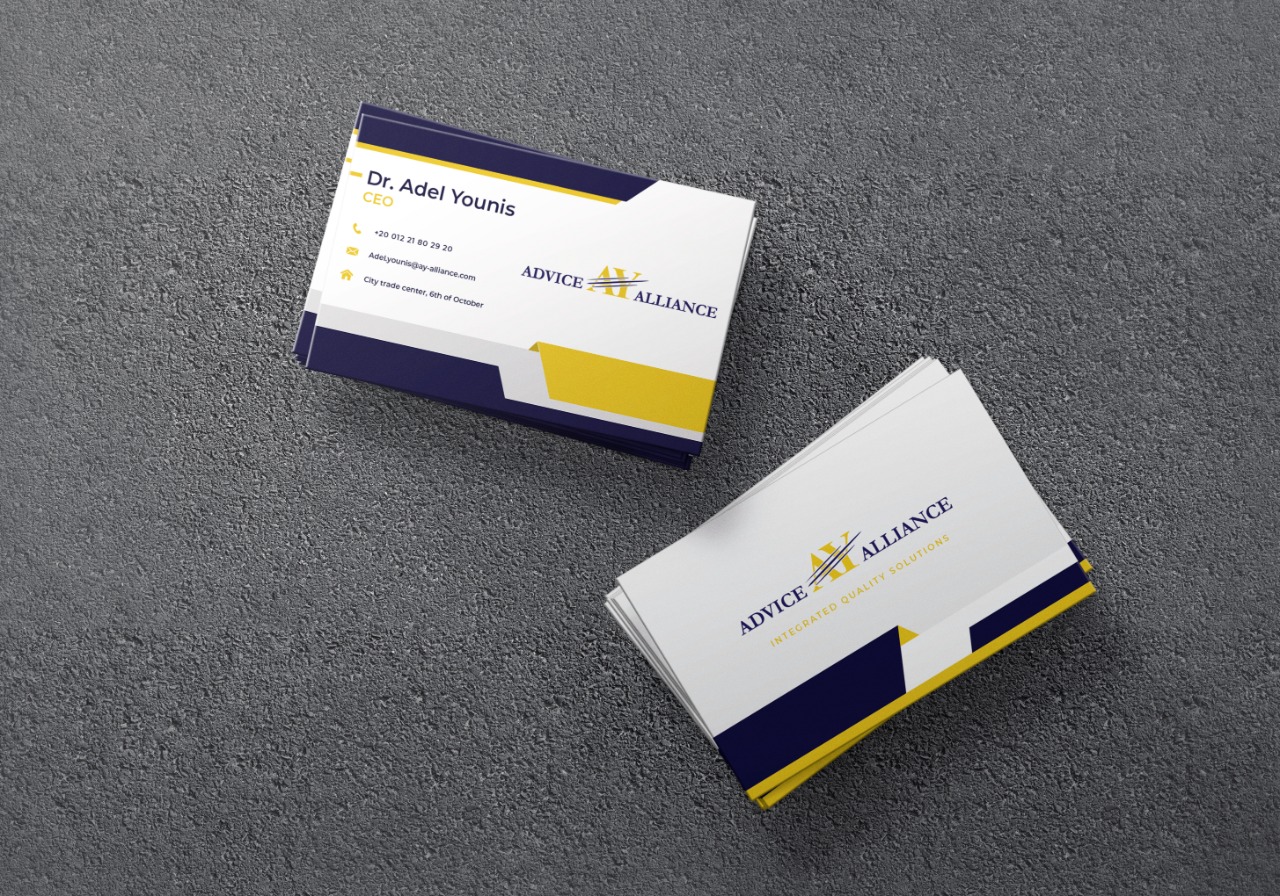 Dr. Adel Younis
CEO
+20 012 21 80 29 20
Adel.younis@ay-alliance.com
City trade center, 6th of October
ADVICE AY ALLIANCE
ADVICE AY ALLIANCE
INTEGRATED QUALITY SOLUTIONS